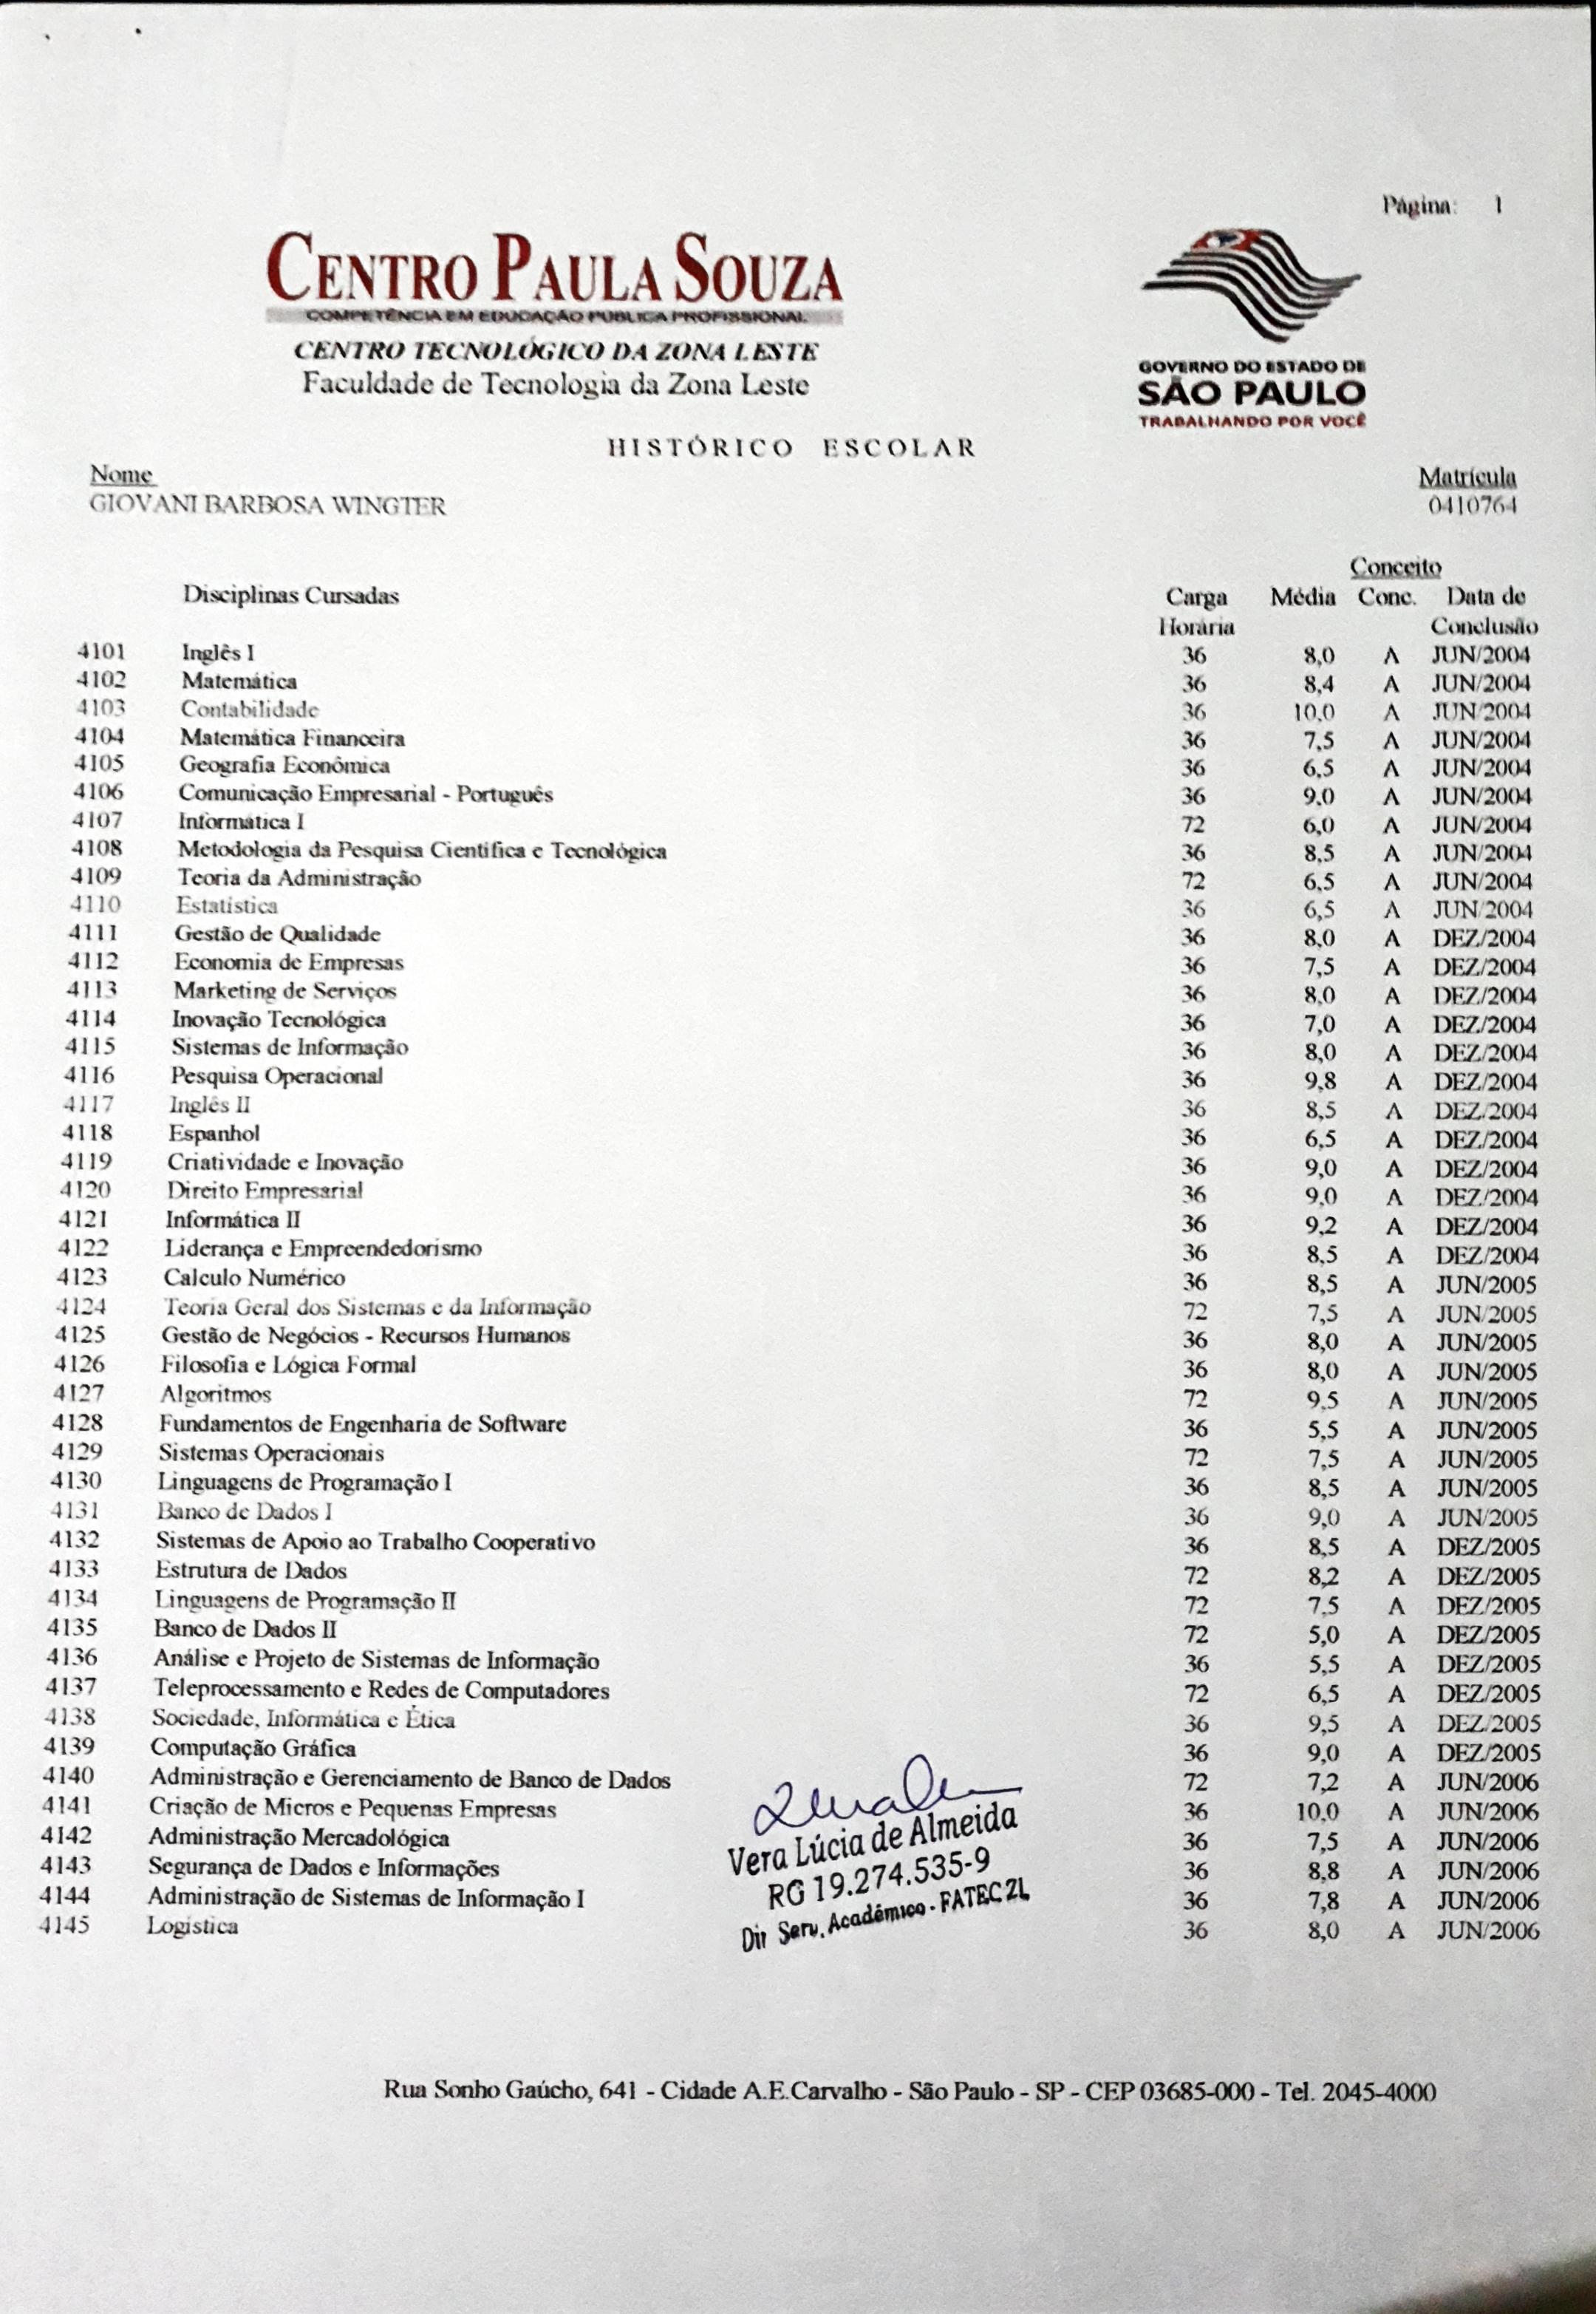 Página: 1
CENTRO PAULA SOUZA
COMPETÊNCIA EM EDUCAÇÃO PÚBLICA PROFISSIONAL
CENTRO TECNOLÓGICO DA ZONA LESTE
Faculdade de Tecnologia da Zona Leste
GOVERNO DO ESTADO DE
SÃO PAULO
TRABALHANDO POR VOCÊ
HISTÓRICO ESCOLAR
Nome Matrícula
GIOVANI BARBOSA WINGTER 0410764
Conceito
Disciplinas Cursadas Carga Média Conc. Data de
Horária Conclusão
4101 Inglês I 36 8,0 A JUN/2004
4102 Matemática 36 8,4 A JUN/2004
4103 Contabilidade 36 10,0 A JUN/2004
4104 Matemática Financeira 36 7,5 A JUN/2004
4105 Geografia Econômica 36 6,5 A JUN/2004
4106 Comunicação Empresarial - Português 36 9,0 A JUN/2004
4107 Informática I 72 6,0 A JUN/2004
4108 Metodologia da Pesquisa Científica e Tecnológica 36 8,5 A JUN/2004
4109 Teoria da Administração 72 6,5 A JUN/2004
4110 Estatística 36 6,5 A JUN/2004
4111 Gestão de Qualidade 36 8,0 A DEZ/2004
4112 Economia de Empresas 36 7,5 A DEZ/2004
4113 Marketing de Serviços 36 8,0 A DEZ/2004
4114 Inovação Tecnológica 36 7,0 A DEZ/2004
4115 Sistemas de Informação 36 8,0 A DEZ/2004
4116 Pesquisa Operacional 36 9,8 A DEZ/2004
4117 Inglês II 36 8,5 A DEZ/2004
4118 Espanhol 36 6,5 A DEZ/2004
4119 Criatividade e Inovação 36 9,0 A DEZ/2004
4120 Direito Empresarial 36 9,0 A DEZ/2004
4121 Informática II 36 9,2 A DEZ/2004
4122 Liderança e Empreendedorismo 36 8,5 A DEZ/2004
4123 Calculo Numérico 36 8,5 A JUN/2005
4124 Teoria Geral dos Sistemas e da Informação 72 7,5 A JUN/2005
4125 Gestão de Negócios - Recursos Humanos 36 8,0 A JUN/2005
4126 Filosofia e Lógica Formal 36 8,0 A JUN/2005
4127 Algoritmos 72 9,5 A JUN/2005
4128 Fundamentos de Engenharia de Software 36 5,5 A JUN/2005
4129 Sistemas Operacionais 72 7,5 A JUN/2005
4130 Linguagens de Programação I 36 8,5 A JUN/2005
4131 Banco de Dados I 36 9,0 A JUN/2005
4132 Sistemas de Apoio ao Trabalho Cooperativo 36 8,5 A DEZ/2005
4133 Estrutura de Dados 72 8,2 A DEZ/2005
4134 Linguagens de Programação II 72 7,5 A DEZ/2005
4135 Banco de Dados II 72 5,0 A DEZ/2005
4136 Análise e Projeto de Sistemas de Informação 36 5,5 A DEZ/2005
4137 Teleprocessamento e Redes de Computadores 72 6,5 A DEZ/2005
4138 Sociedade, Informática e Ética 36 9,5 A DEZ/2005
4139 Computação Gráfica 36 9,0 A DEZ/2005
4140 Administração e Gerenciamento de Banco de Dados 72 7,2 A JUN/2006
4141 Criação de Micros e Pequenas Empresas 36 10,0 A JUN/2006
4142 Administração Mercadológica 36 7,5 A JUN/2006
4143 Segurança de Dados e Informações 36 8,8 A JUN/2006
4144 Administração de Sistemas de Informação I 36 7,8 A JUN/2006
4145 Logística 36 8,0 A JUN/2006
Vera Lúcia de Almeida
RG 19.274.535-9
Dir Serv. Acadêmico - FATEC ZL
Rua Sonho Gaúcho, 641 - Cidade A.E.Carvalho - São Paulo - SP - CEP 03685-000 - Tel. 2045-4000